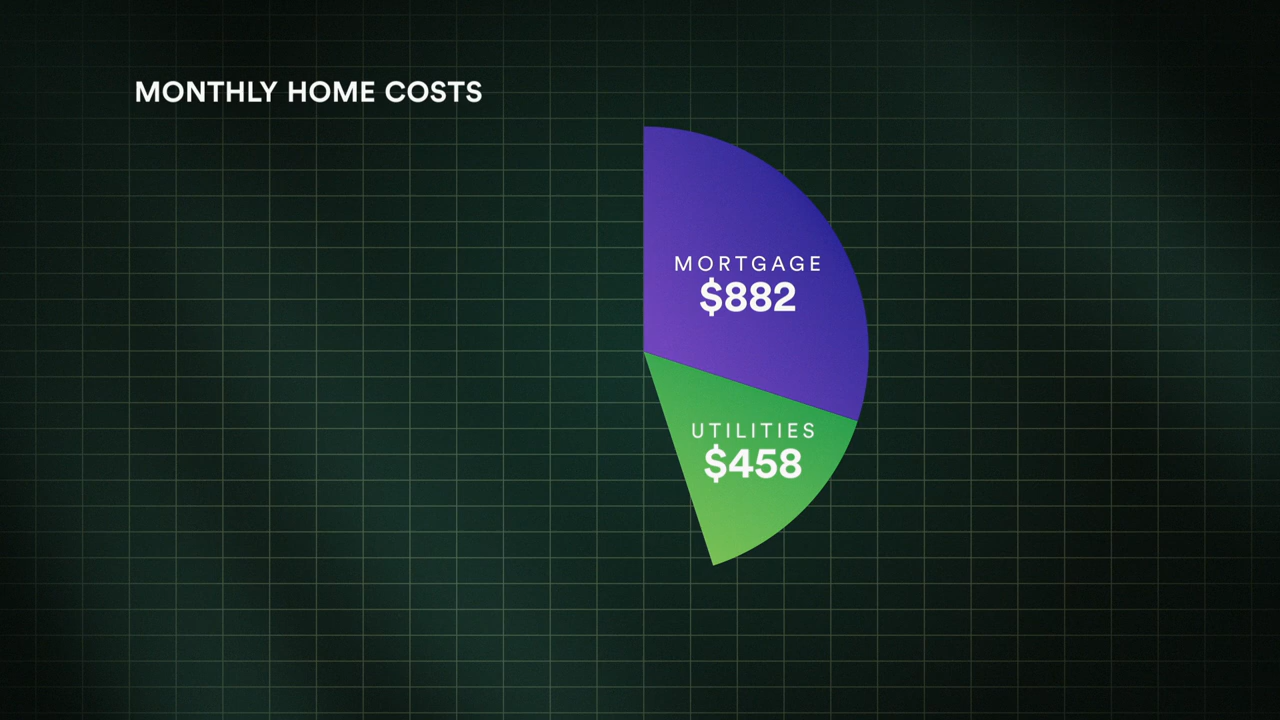 MONTHLY HOME COSTS
MORTGAGE
$882
UTILITIES
$458